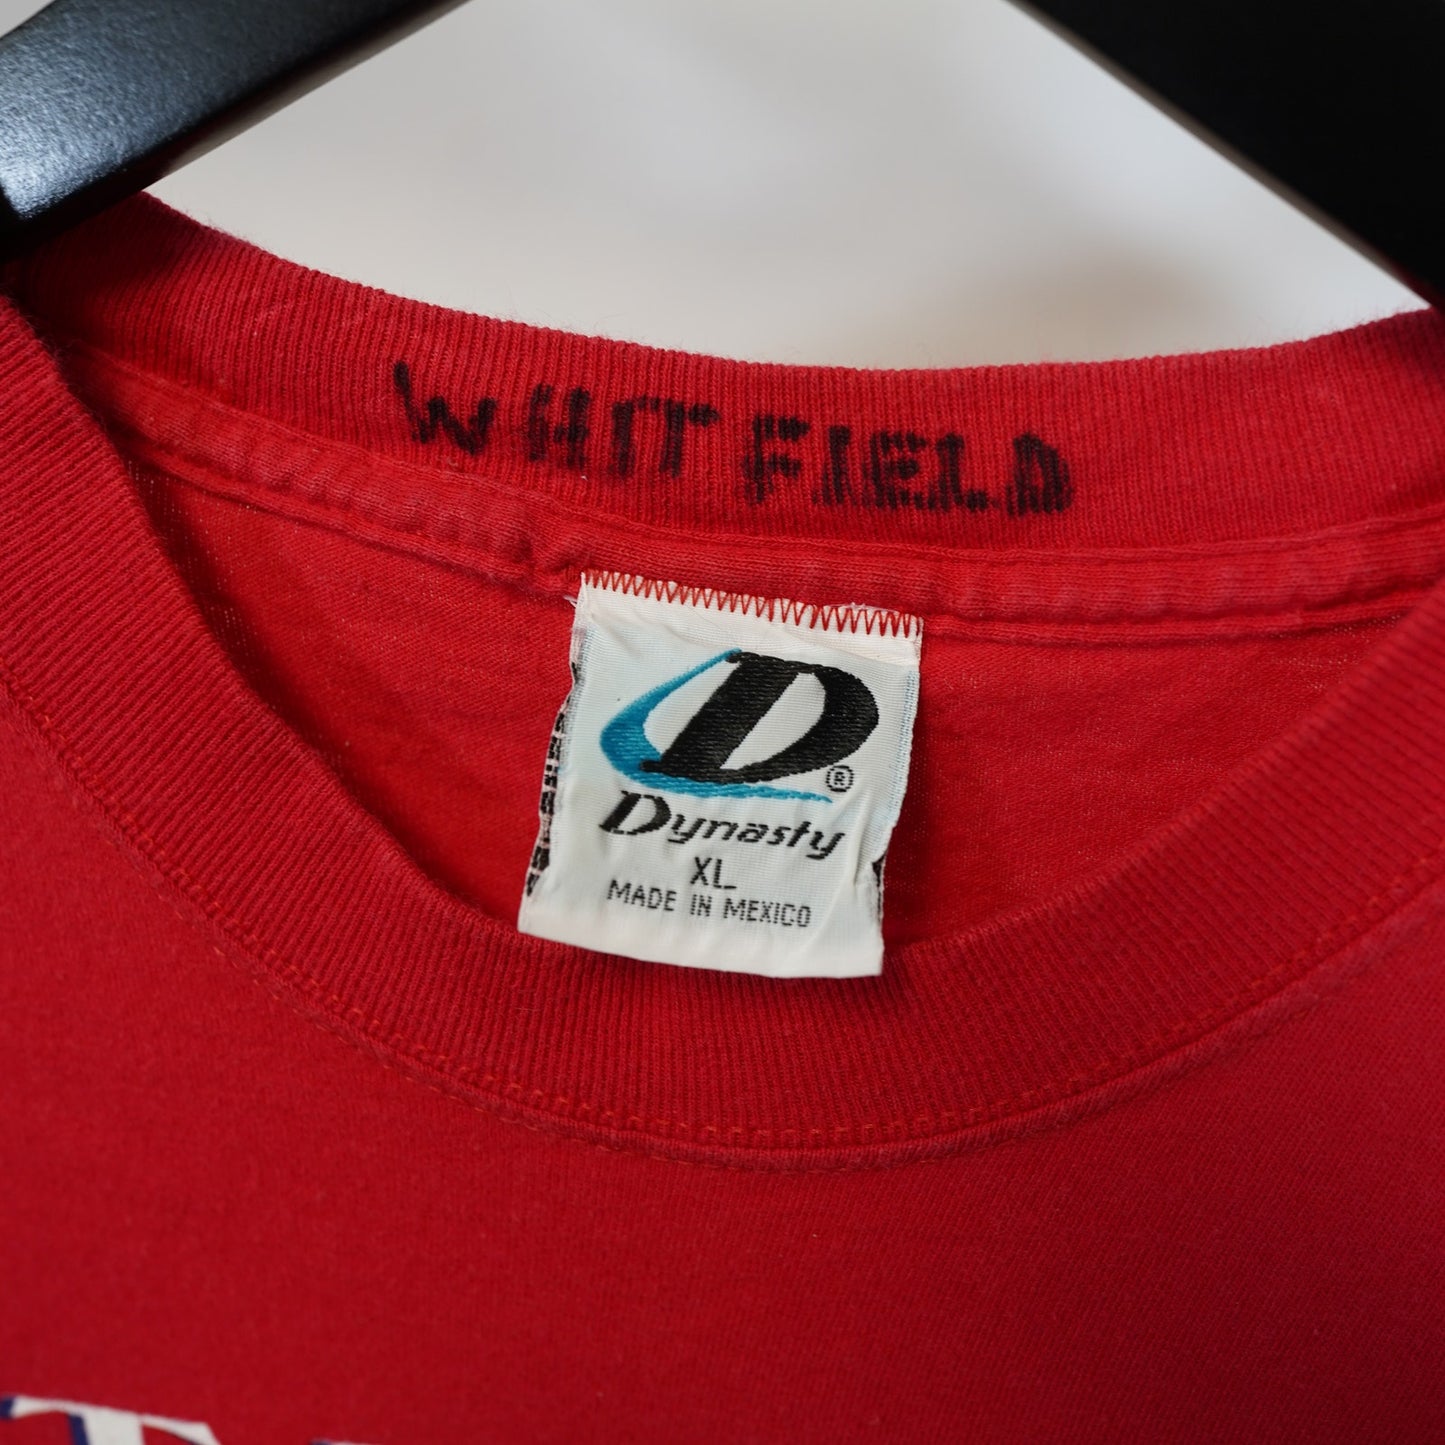 WHITFIELD
D®
Dynasty
XL
MADE IN MEXICO